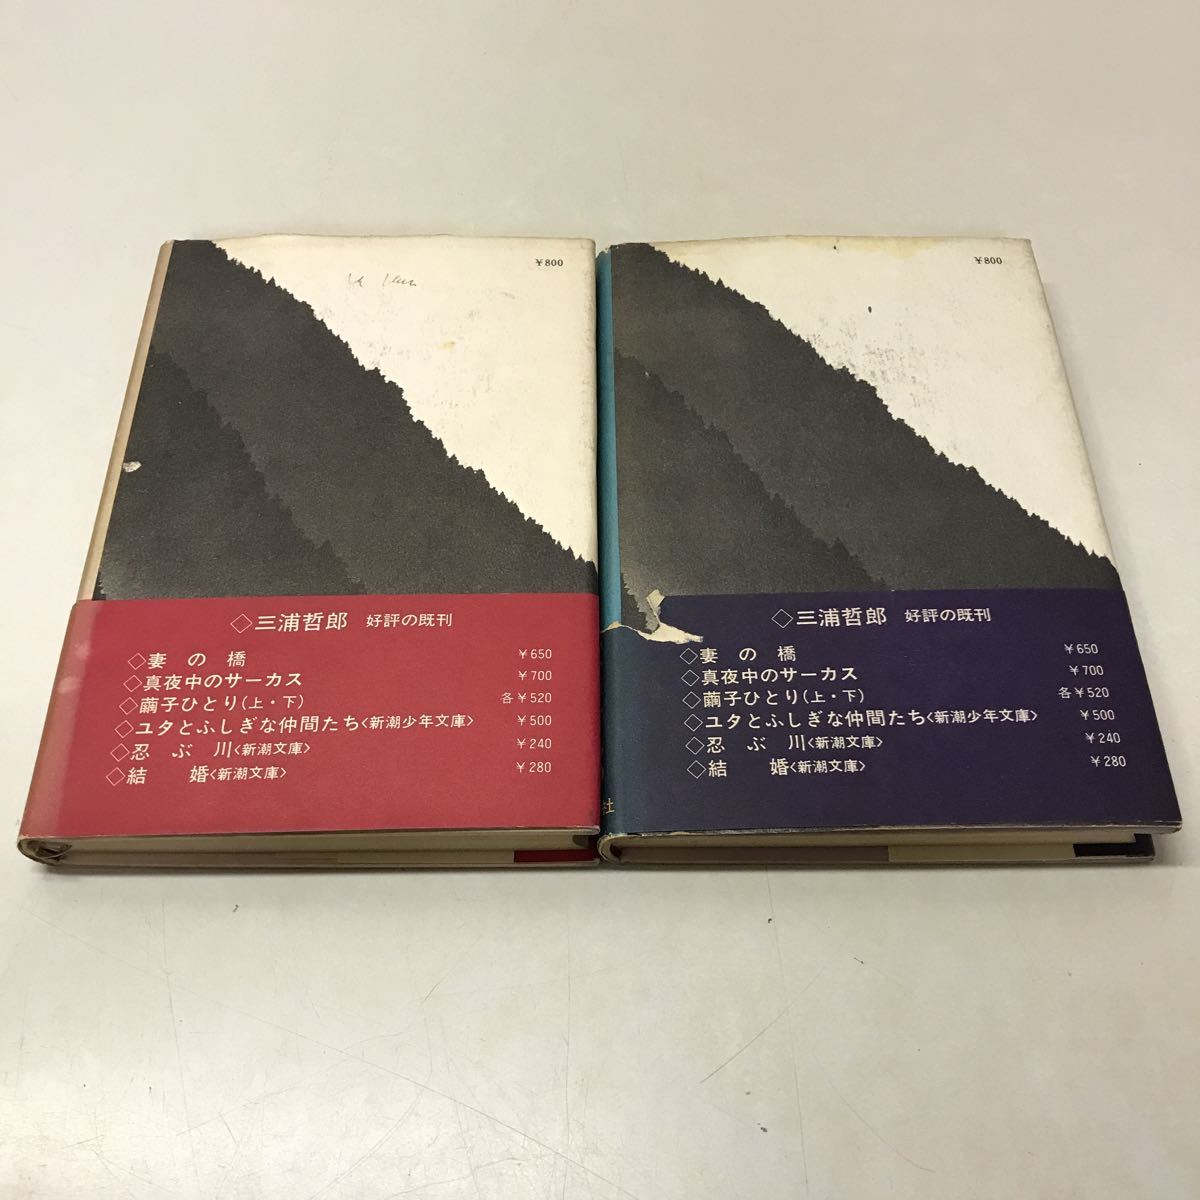 ¥800
◇三浦哲郎 好評の既刊
◇妻の橋 ¥650
◇真夜中のサーカス ¥700
◇繭子ひとり(上・下) 各¥520
◇ユタとふしぎな仲間たち<新潮少年文庫> ¥500
◇忍ぶ川<新潮文庫> ¥240
◇結婚<新潮文庫> ¥280
¥800
◇三浦哲郎 好評の既刊
◇妻の橋 ¥650
◇真夜中のサーカス ¥700
◇繭子ひとり(上・下) 各¥520
◇ユタとふしぎな仲間たち<新潮少年文庫> ¥500
◇忍ぶ川<新潮文庫> ¥240
◇結婚<新潮文庫> ¥280
社